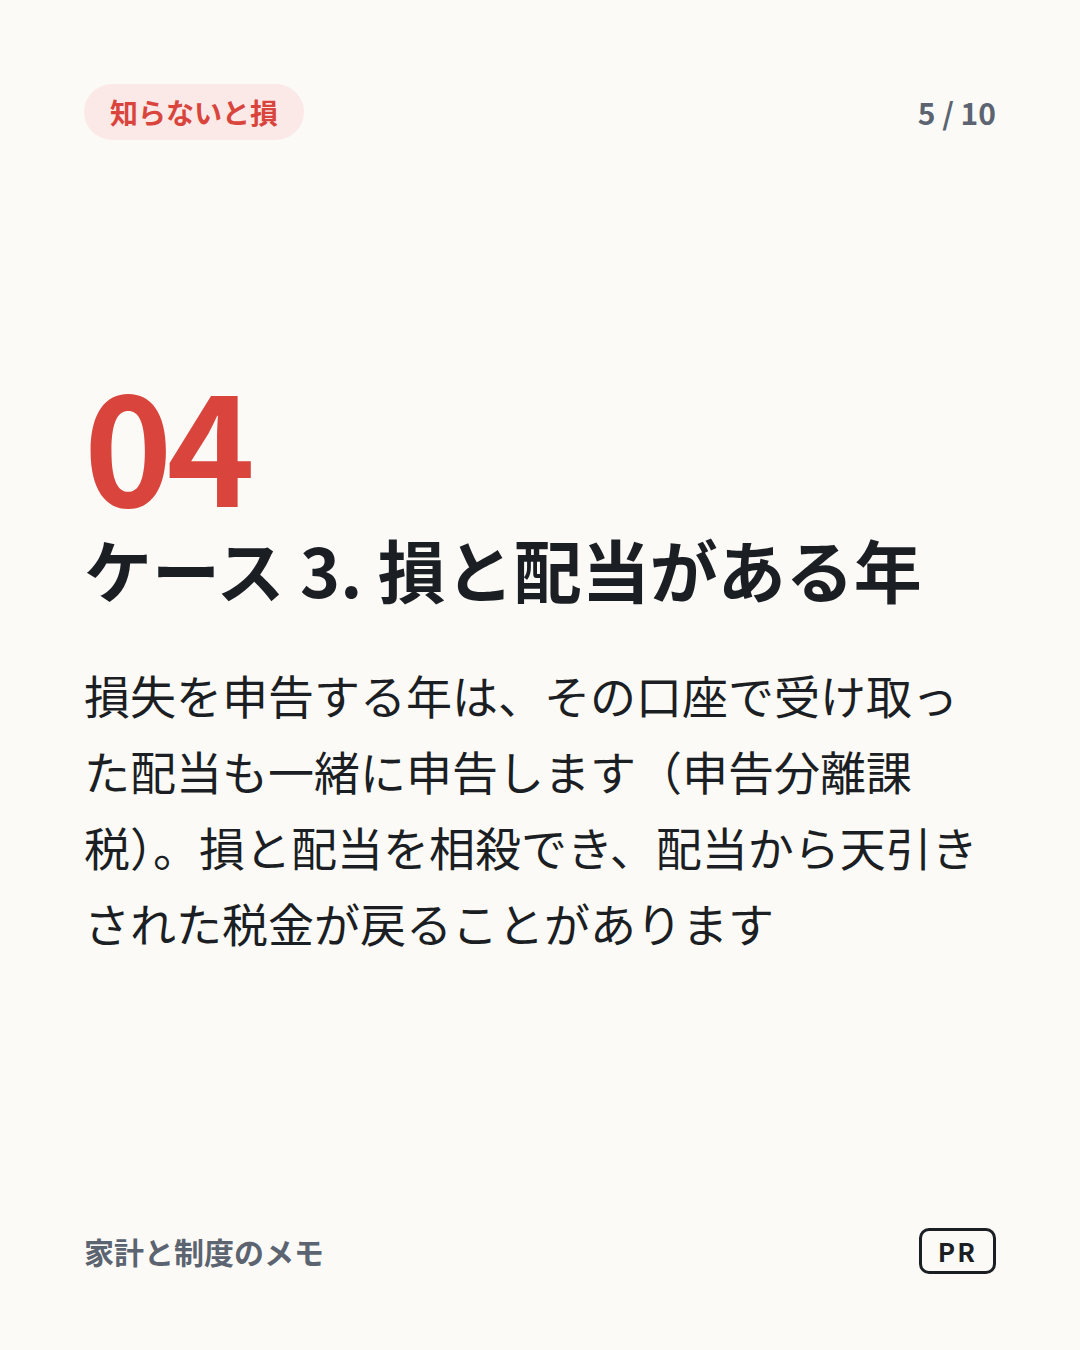 知らないと損
5 / 10
04
ケース 3. 損と配当がある年
損失を申告する年は、その口座で受け取っ
た配当も一緒に申告します（申告分離課
税）。損と配当を相殺でき、配当から天引き
された税金が戻ることがあります
家計と制度のメモ
PR